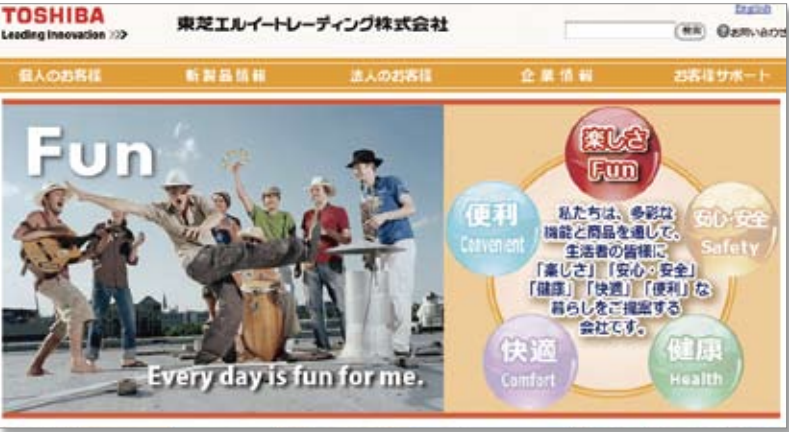 TOSHIBA
Leading Innovation >>>
東芝エルイートレーディング株式会社
English
検索
お問い合わせ
個人のお客様
新製品情報
法人のお客様
企業情報
お客様サポート
Fun
Every day is fun for me.
楽しさ
Fun
便利
Convenient
安心・安全
Safety
私たちは、多彩な
機能と商品を通して、
生活者の皆様に
「楽しさ」「安心・安全」
「健康」「快適」「便利」な
暮らしをご提案する
会社です。
快適
Comfort
健康
Health